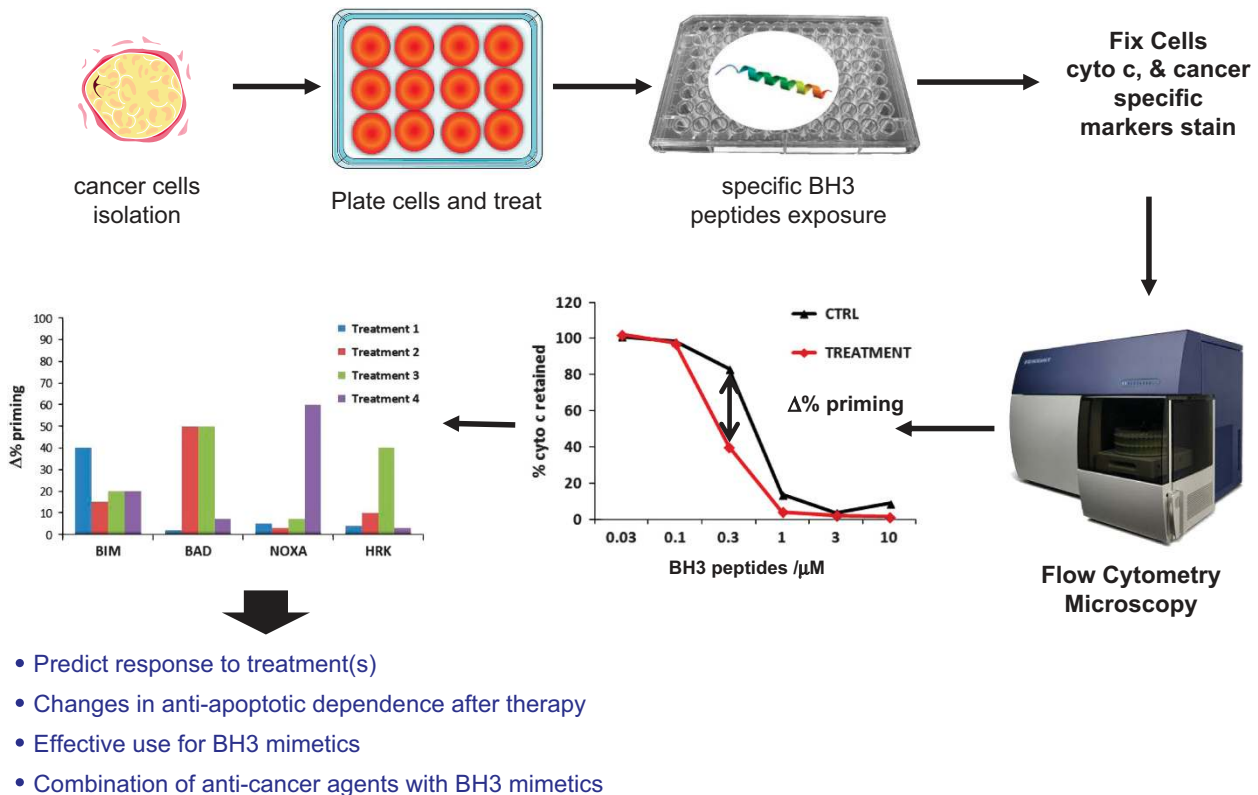 cancer cells
isolation
Plate cells and treat
specific BH3
peptides exposure
Fix Cells
cyto c, & cancer
specific
markers stain
Δ% priming
100
90
80
70
60
50
40
30
20
10
0
Treatment 1
Treatment 2
Treatment 3
Treatment 4
BIM BAD NOXA HRK
% cyto c retained
120
100
80
60
40
20
0
CTRL
TREATMENT
Δ% priming
0.03 0.1 0.3 1 3 10
BH3 peptides /μM
Flow Cytometry
Microscopy
• Predict response to treatment(s)
• Changes in anti-apoptotic dependence after therapy
• Effective use for BH3 mimetics
• Combination of anti-cancer agents with BH3 mimetics